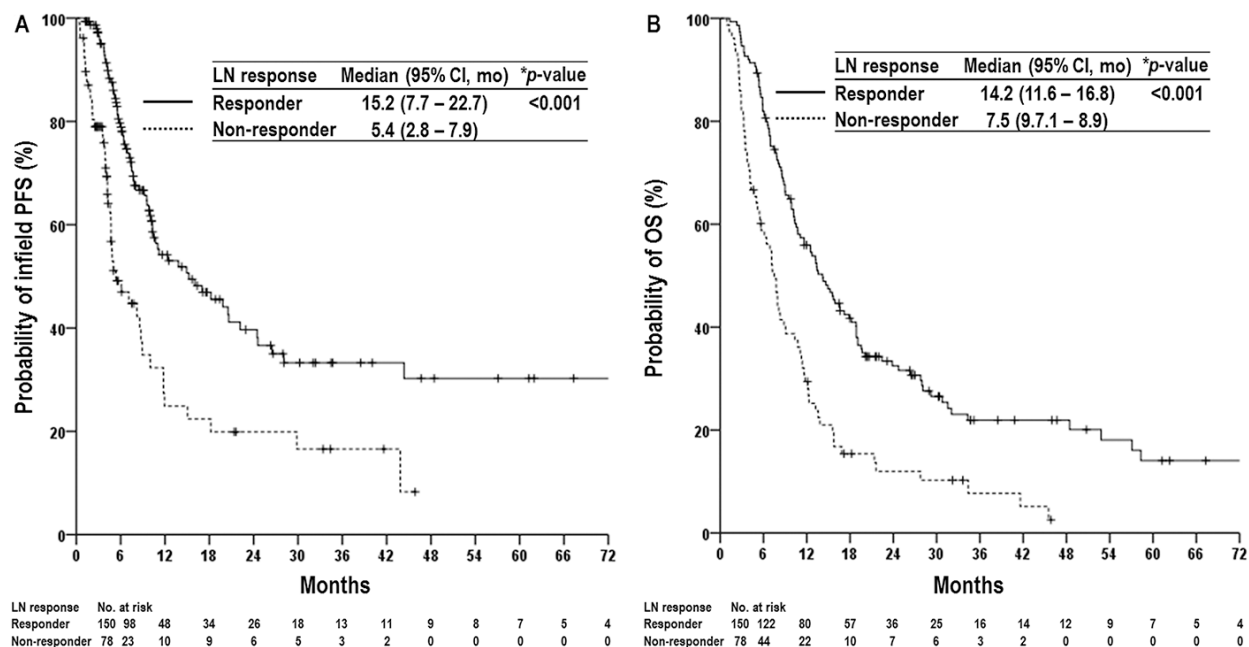 A
Probability of infield PFS (%)
100
80
60
40
20
0
LN response Median (95% CI, mo) *p-value
Responder 15.2 (7.7 – 22.7) <0.001
Non-responder 5.4 (2.8 – 7.9)
0 6 12 18 24 30 36 42 48 54 60 66 72
Months
LN response No. at risk
Responder 150 98 48 34 26 18 13 11 9 8 7 5 4
Non-responder 78 23 10 9 6 5 3 2 0 0 0 0 0
B
Probability of OS (%)
100
80
60
40
20
0
LN response Median (95% CI, mo) *p-value
Responder 14.2 (11.6 – 16.8) <0.001
Non-responder 7.5 (9.7.1 – 8.9)
0 6 12 18 24 30 36 42 48 54 60 66 72
Months
LN response No. at risk
Responder 150 122 80 57 36 25 16 14 12 9 7 5 4
Non-responder 78 44 22 10 7 6 3 2 0 0 0 0 0